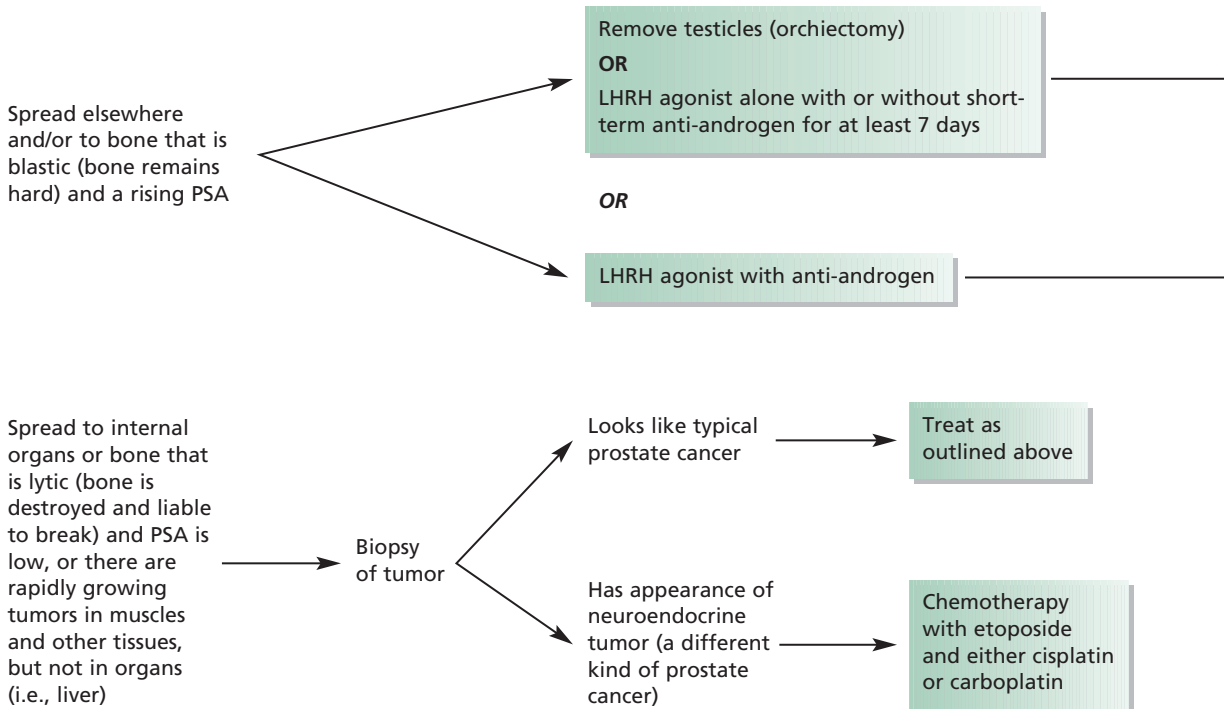 Spread elsewhere
and/or to bone that is
blastic (bone remains
hard) and a rising PSA
Remove testicles (orchiectomy)
OR
LHRH agonist alone with or without short-
term anti-androgen for at least 7 days
OR
LHRH agonist with anti-androgen
Spread to internal
organs or bone that
is lytic (bone is
destroyed and liable
to break) and PSA is
low, or there are
rapidly growing
tumors in muscles
and other tissues,
but not in organs
(i.e., liver)
Biopsy
of tumor
Looks like typical
prostate cancer
Treat as
outlined above
Has appearance of
neuroendocrine
tumor (a different
kind of prostate
cancer)
Chemotherapy
with etoposide
and either cisplatin
or carboplatin